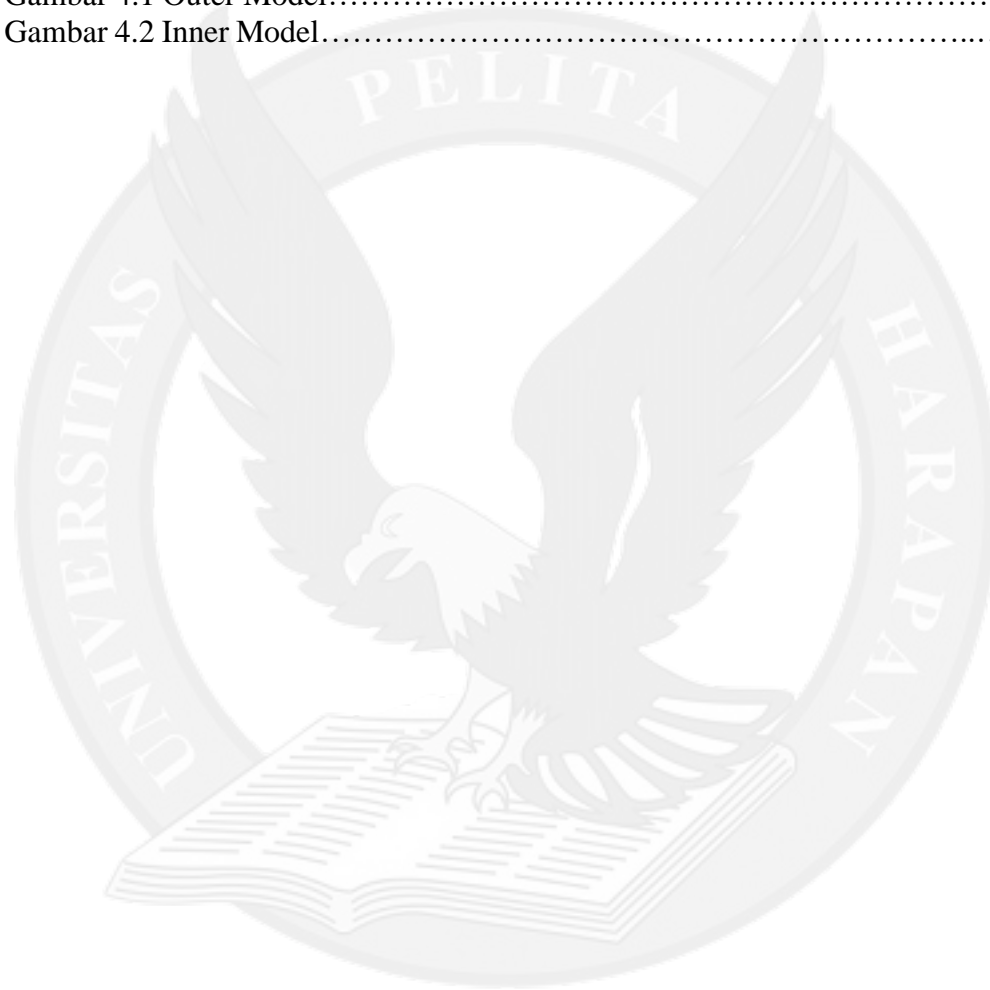 Gambar 4.1 Outer Model……………………………………………………………
Gambar 4.2 Inner Model……………………………………………………..…
UNIVERSITAS PELITA HARAPAN